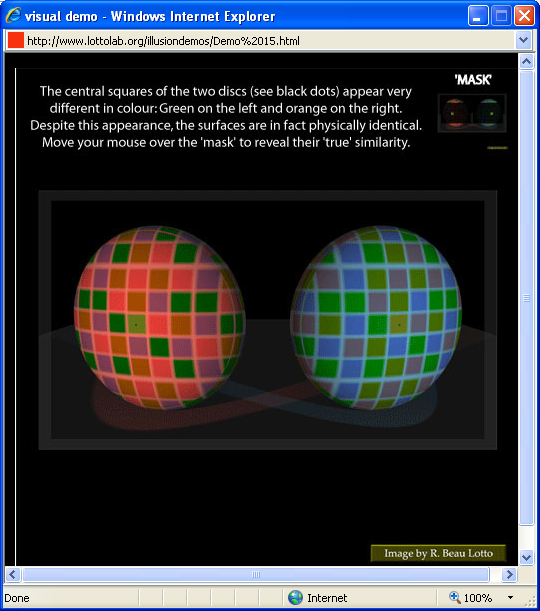 visual demo - Windows Internet Explorer
http://www.lottolab.org/illusiondemos/Demo%2015.html
The central squares of the two discs (see black dots) appear very
different in colour: Green on the left and orange on the right.
Despite this appearance, the surfaces are in fact physically identical.
Move your mouse over the 'mask' to reveal their 'true' similarity.
'MASK'
Image by R. Beau Lotto
Done
Internet
100%